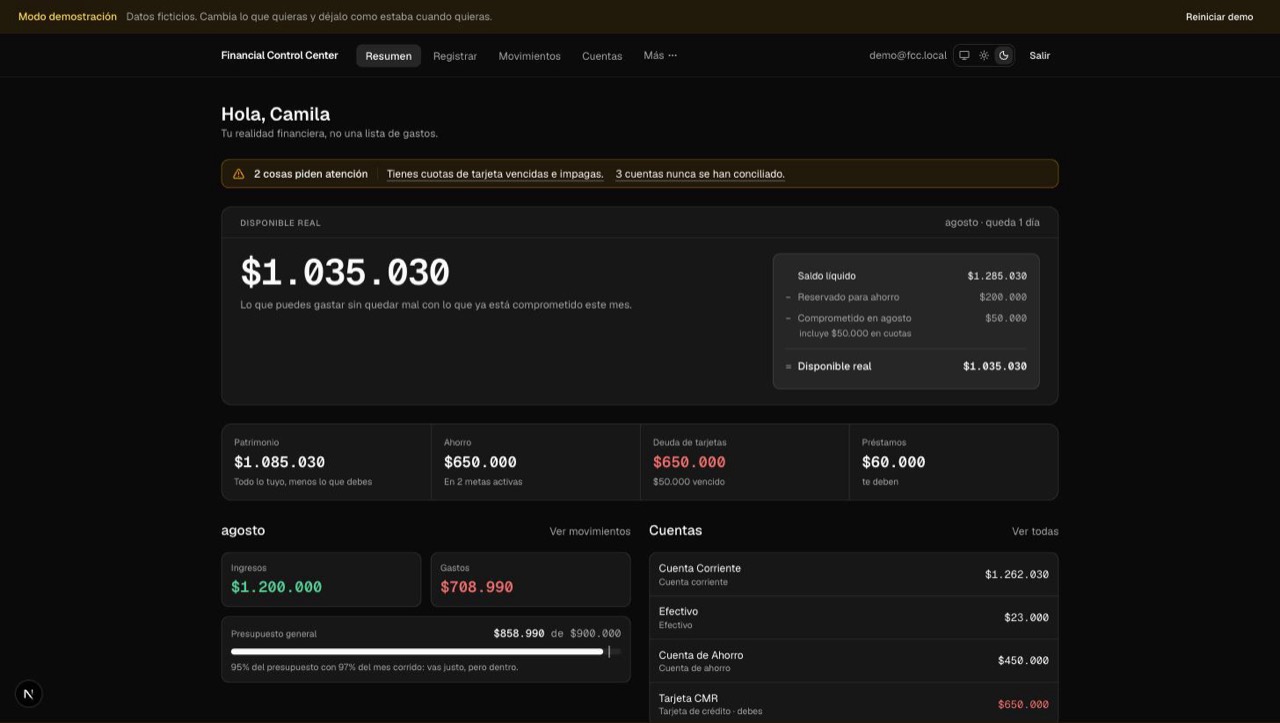 Modo demostración Datos ficticios. Cambia lo que quieras y déjalo como estaba cuando quieras. Reiniciar demo
Financial Control Center Resumen Registrar Movimientos Cuentas Más ··· demo@fcc.local Salir
Hola, Camila
Tu realidad financiera, no una lista de gastos.
2 cosas piden atención Tienes cuotas de tarjeta vencidas e impagas. 3 cuentas nunca se han conciliado.
DISPONIBLE REAL agosto · queda 1 día
$1.035.030
Lo que puedes gastar sin quedar mal con lo que ya está comprometido este mes.
Saldo líquido $1.285.030
− Reservado para ahorro $200.000
− Comprometido en agosto $50.000
incluye $50.000 en cuotas
= Disponible real $1.035.030
Patrimonio
$1.085.030
Todo lo tuyo, menos lo que debes
Ahorro
$650.000
En 2 metas activas
Deuda de tarjetas
$650.000
$50.000 vencido
Préstamos
$60.000
te deben
agosto Ver movimientos
Ingresos
$1.200.000
Gastos
$708.990
Presupuesto general $858.990 de $900.000
95% del presupuesto con 97% del mes corrido: vas justo, pero dentro.
Cuentas Ver todas
Cuenta Corriente $1.262.030
Cuenta corriente
Efectivo $23.000
Efectivo
Cuenta de Ahorro $450.000
Cuenta de ahorro
Tarjeta CMR $650.000
Tarjeta de crédito · debes
N